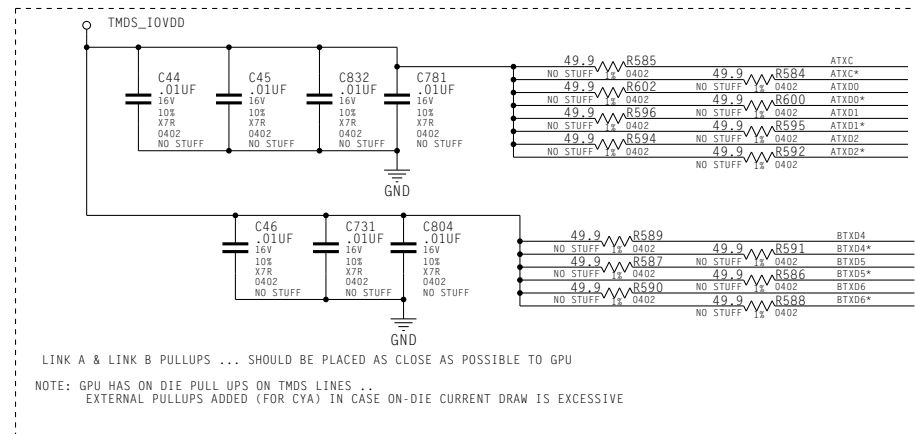 TMDS_IOVDD
C44
.01UF
16V
10%
X7R
0402
NO STUFF
C45
.01UF
16V
10%
X7R
0402
NO STUFF
C832
.01UF
16V
10%
X7R
0402
NO STUFF
C781
.01UF
16V
10%
X7R
0402
NO STUFF
GND
49.9 R585 ATXC
NO STUFF 1% 0402 49.9 R584 ATXC*
49.9 R602 NO STUFF 1% 0402 ATXD0
NO STUFF 1% 0402 49.9 R600 ATXD0*
49.9 R596 NO STUFF 1% 0402 ATXD1
NO STUFF 1% 0402 49.9 R595 ATXD1*
49.9 R594 NO STUFF 1% 0402 ATXD2
NO STUFF 1% 0402 49.9 R592 ATXD2*
NO STUFF 1% 0402
C46
.01UF
16V
10%
X7R
0402
NO STUFF
C731
.01UF
16V
10%
X7R
0402
NO STUFF
C804
.01UF
16V
10%
X7R
0402
NO STUFF
GND
49.9 R589 BTXD4
NO STUFF 1% 0402 49.9 R591 BTXD4*
49.9 R587 NO STUFF 1% 0402 BTXD5
NO STUFF 1% 0402 49.9 R586 BTXD5*
49.9 R590 NO STUFF 1% 0402 BTXD6
NO STUFF 1% 0402 49.9 R588 BTXD6*
NO STUFF 1% 0402
LINK A & LINK B PULLUPS ... SHOULD BE PLACED AS CLOSE AS POSSIBLE TO GPU
NOTE: GPU HAS ON DIE PULL UPS ON TMDS LINES ..
EXTERNAL PULLUPS ADDED (FOR CYA) IN CASE ON-DIE CURRENT DRAW IS EXCESSIVE